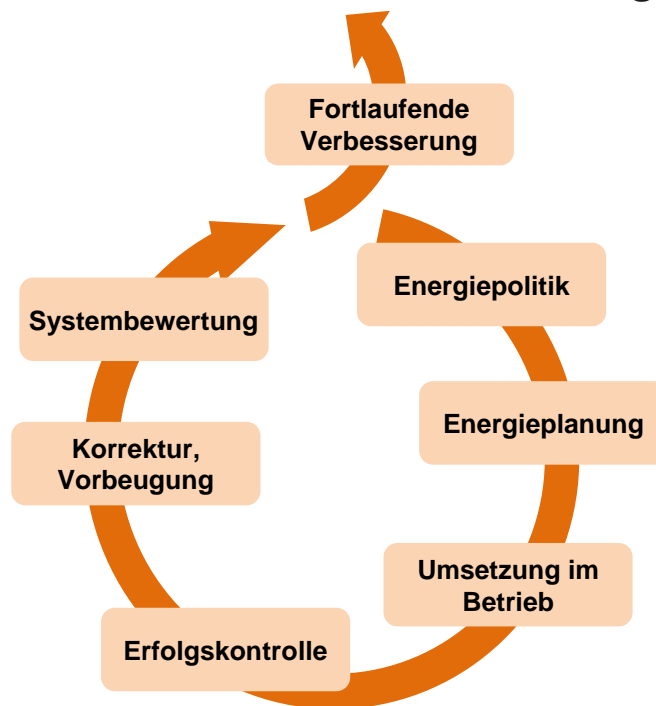 Fortlaufende
Verbesserung
Energiepolitik
Energieplanung
Umsetzung im
Betrieb
Erfolgskontrolle
Korrektur,
Vorbeugung
Systembewertung